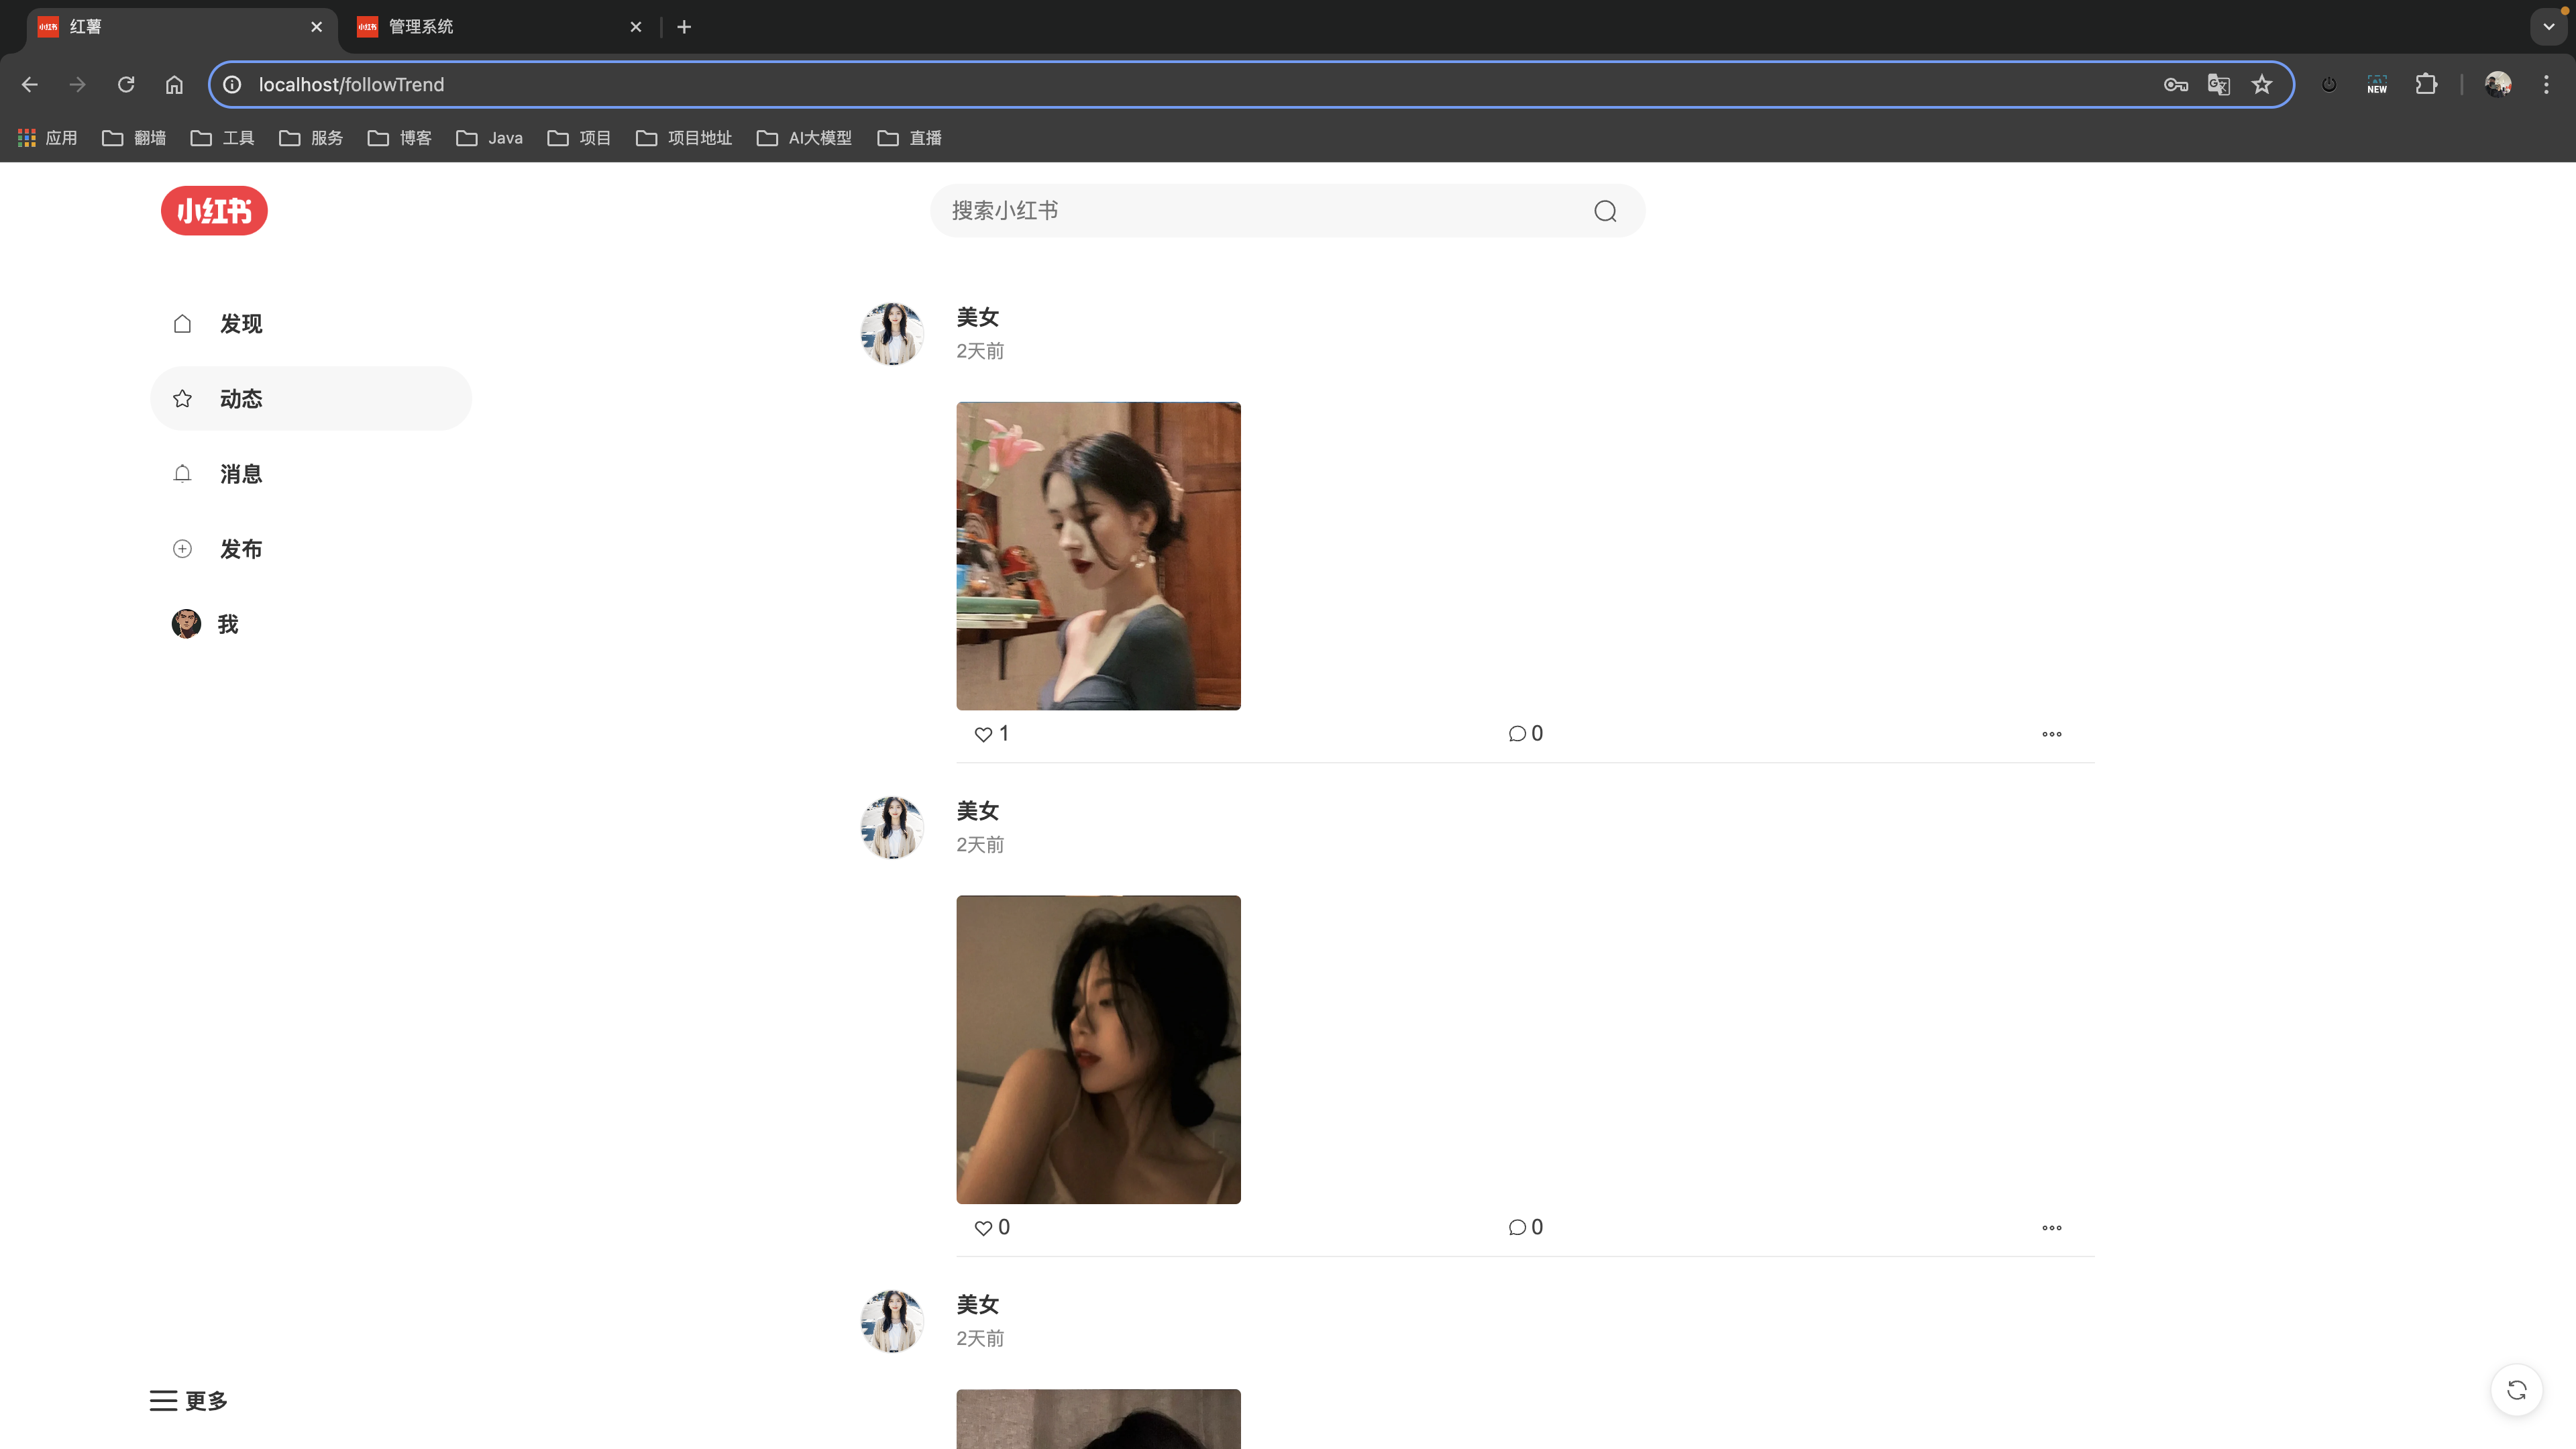 红薯
管理系统
localhost/followTrend
NEW
应用 翻墙 工具 服务 博客 Java 项目 项目地址 AI大模型 直播
小红书
搜索小红书
发现
动态
消息
发布
我
更多
美女
2天前
1 0
美女
2天前
0 0
美女
2天前